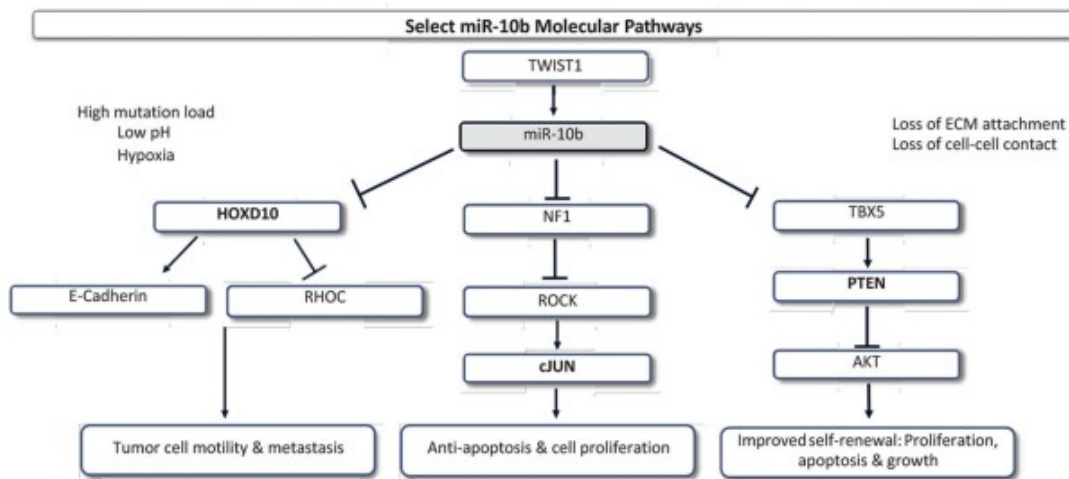 Select miR-10b Molecular Pathways
TWIST1
High mutation load
Low pH
Hypoxia
miR-10b
Loss of ECM attachment
Loss of cell-cell contact
HOXD10
NF1
TBX5
E-Cadherin
RHOC
ROCK
PTEN
cJUN
AKT
Tumor cell motility & metastasis
Anti-apoptosis & cell proliferation
Improved self-renewal: Proliferation,
apoptosis & growth